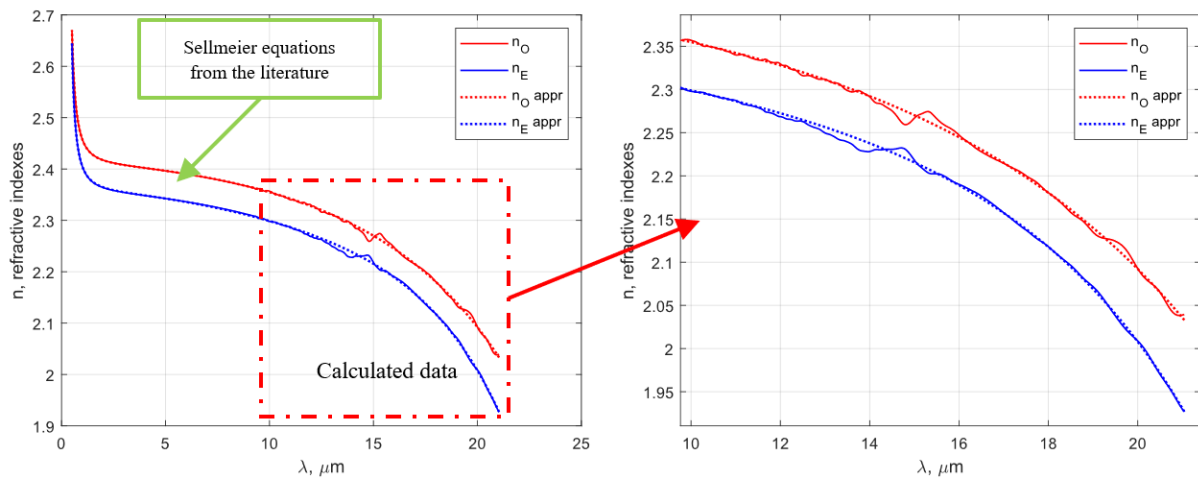 2.7
2.6
2.5
2.4
2.3
2.2
2.1
2
1.9
n, refractive indexes
0
5
10
15
20
25
λ, μm
Sellmeier equations
from the literature
n_O
n_E
n_O appr
n_E appr
Calculated data
2.35
2.3
2.25
2.2
2.15
2.1
2.05
2
1.95
n, refractive indexes
10
12
14
16
18
20
λ, μm
n_O
n_E
n_O appr
n_E appr